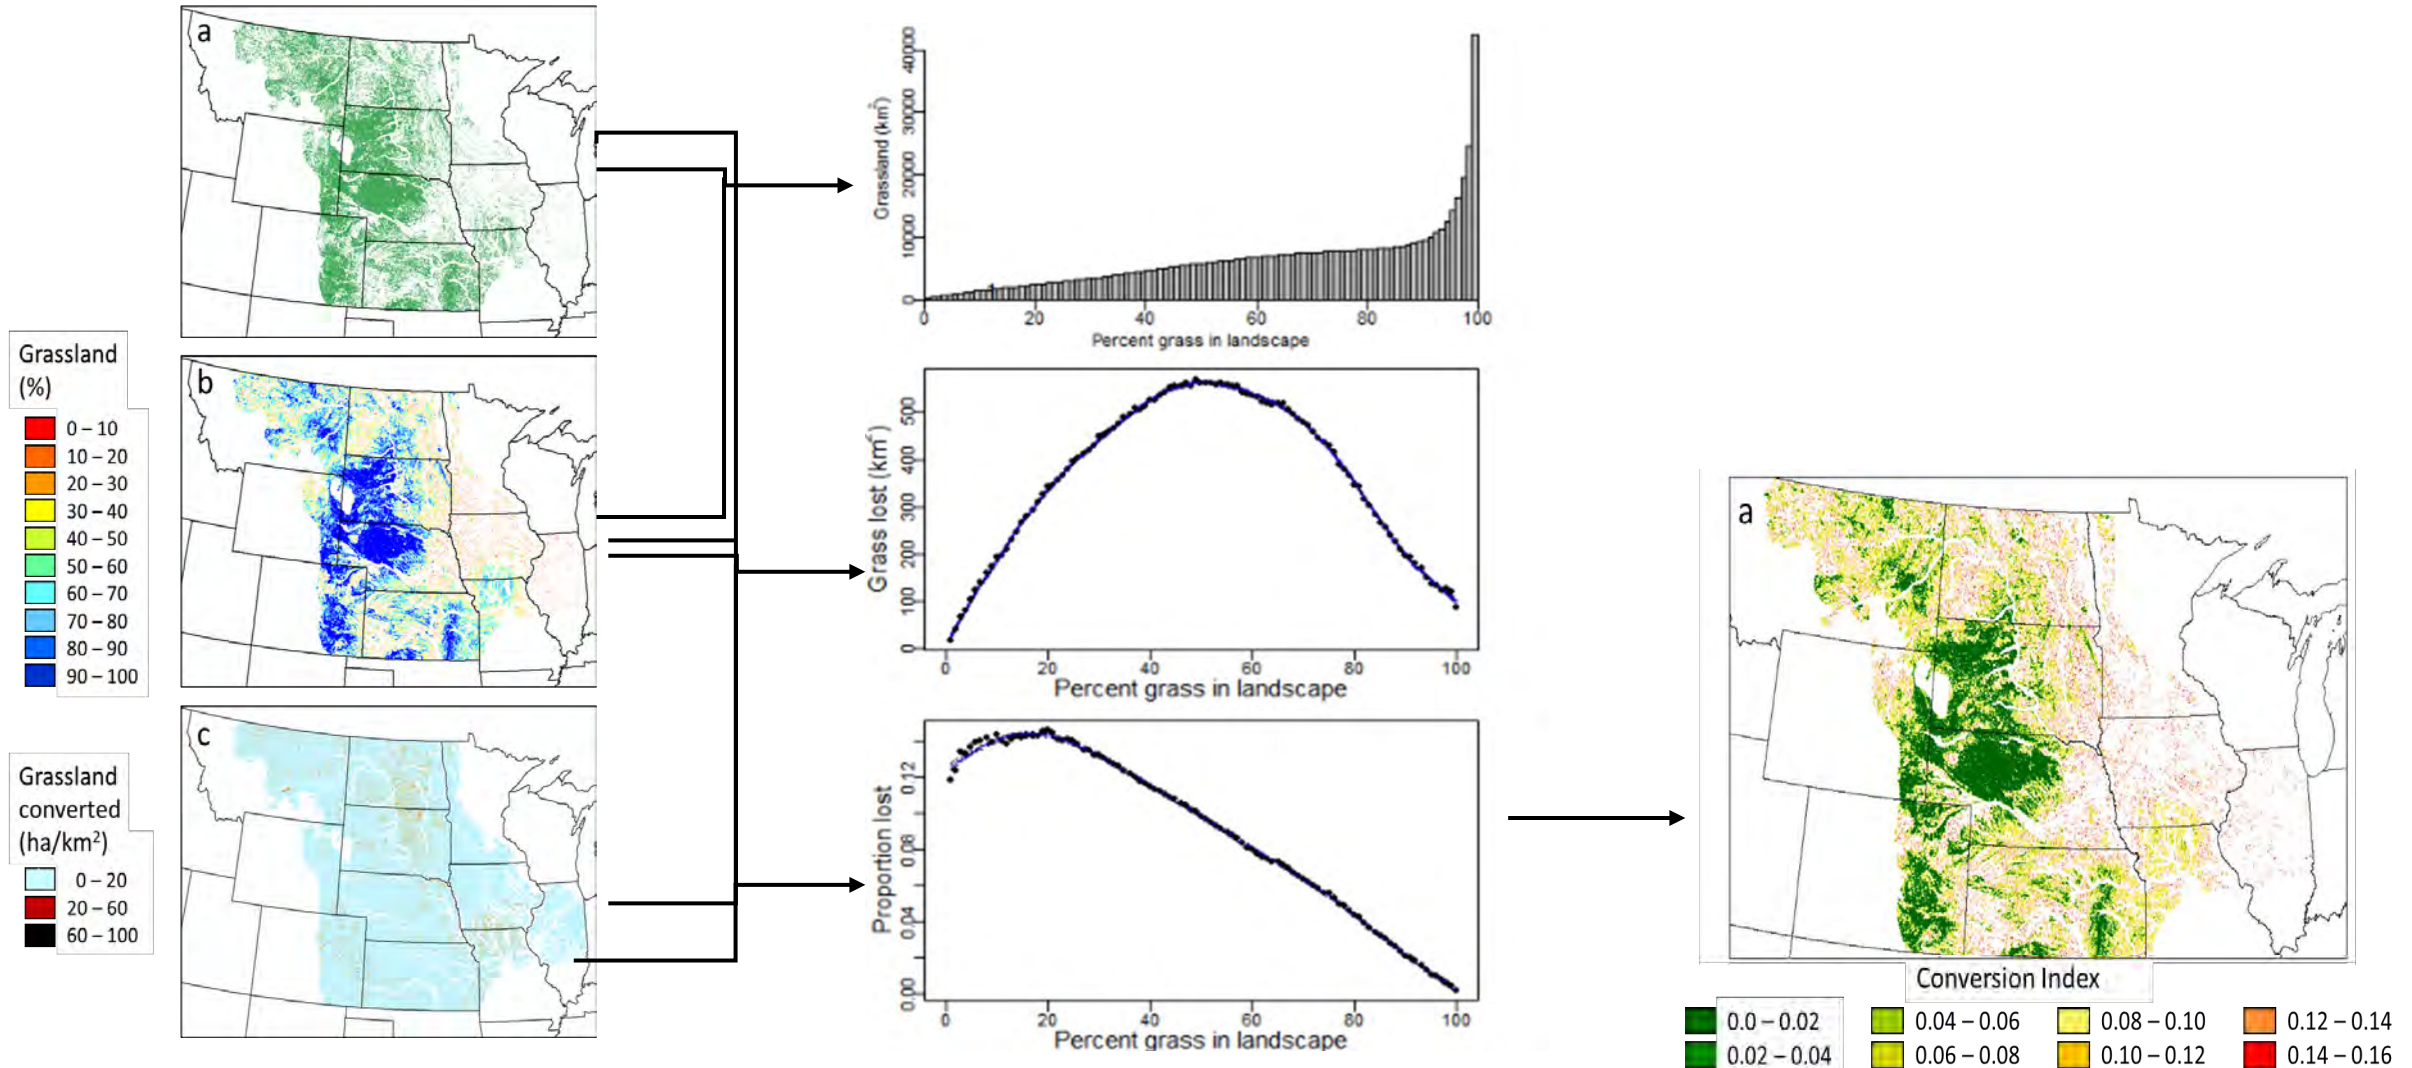 a
Grassland
(%)
0 – 10
10 – 20
20 – 30
30 – 40
40 – 50
50 – 60
60 – 70
70 – 80
80 – 90
90 – 100
b
Grassland
converted
(ha/km²)
0 – 20
20 – 60
60 – 100
c
Grassland (km²)
0
10000
20000
30000
40000
0 20 40 60 80 100
Percent grass in landscape
Grass lost (km²)
0
100
200
300
400
500
0 20 40 60 80 100
Percent grass in landscape
Proportion lost
0.00
0.04
0.08
0.12
0 20 40 60 80 100
Percent grass in landscape
a
Conversion Index
0.0 – 0.02 0.04 – 0.06 0.08 – 0.10 0.12 – 0.14
0.02 – 0.04 0.06 – 0.08 0.10 – 0.12 0.14 – 0.16